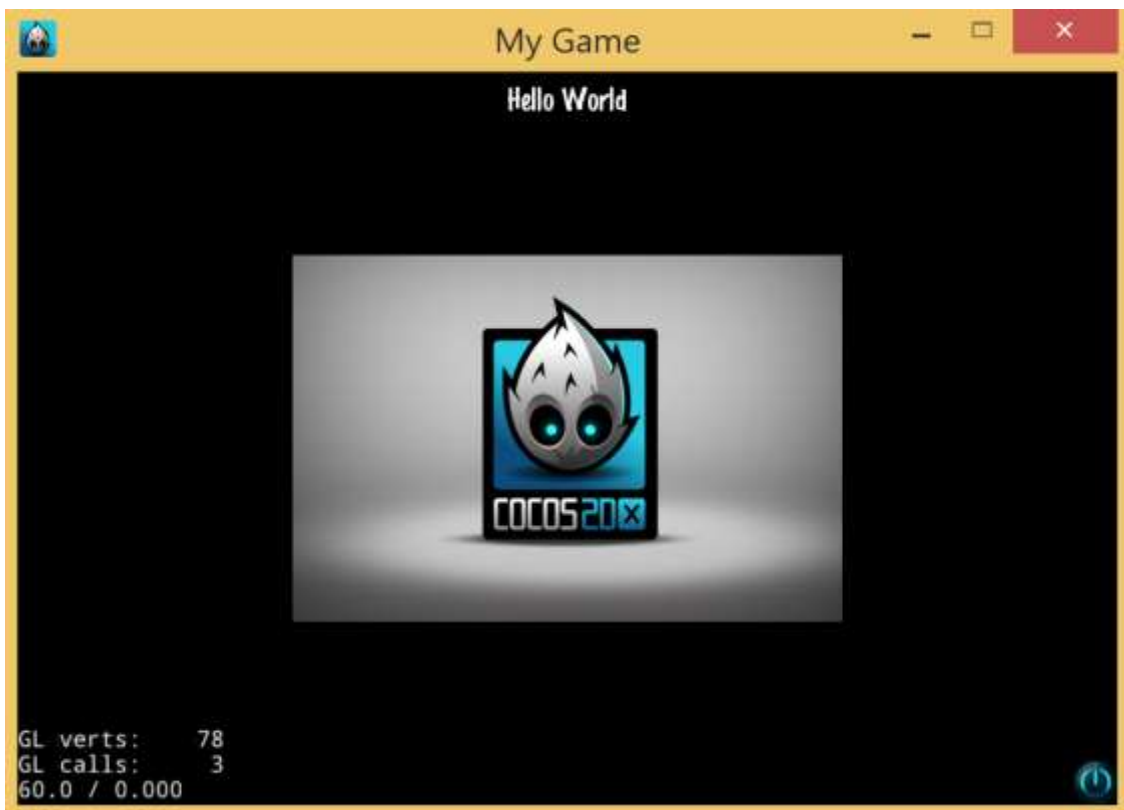 My Game
Hello World
COCOS2DX
GL verts: 78
GL calls: 3
60.0 / 0.000